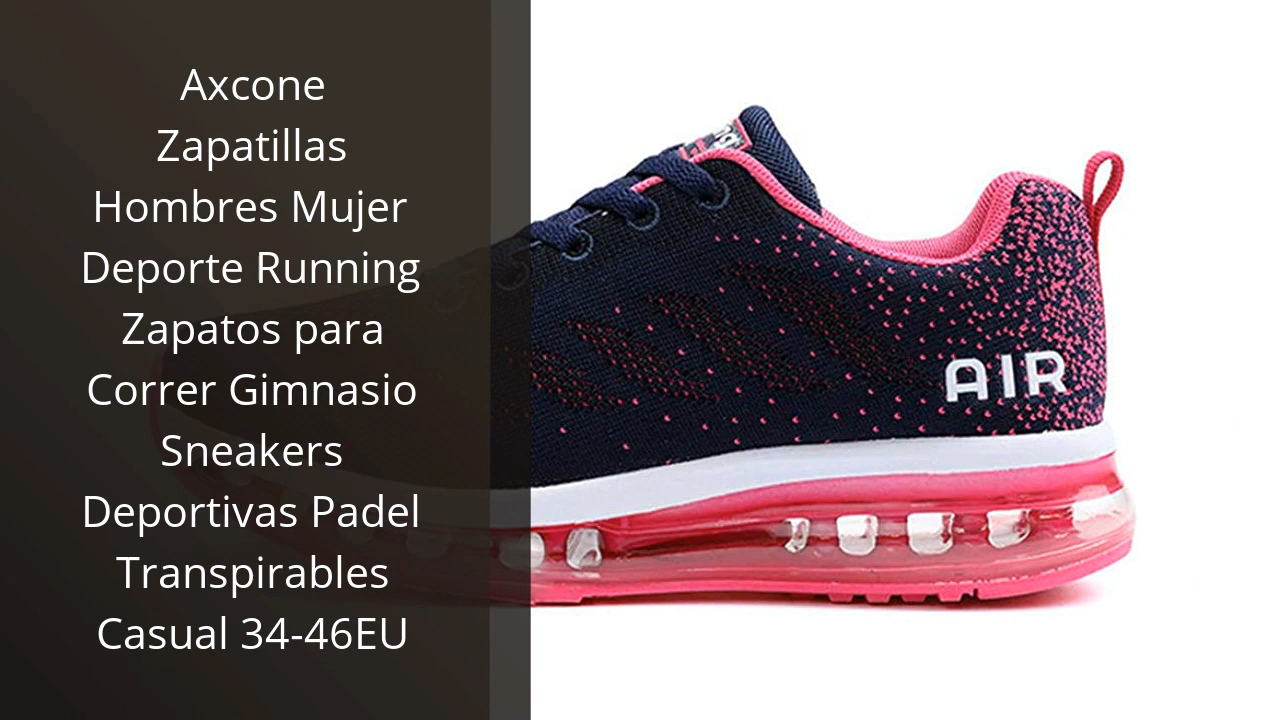 Axcone
Zapatillas
Hombres Mujer
Deporte Running
Zapatos para
Correr Gimnasio
Sneakers
Deportivas Padel
Transpirables
Casual 34-46EU
AIR